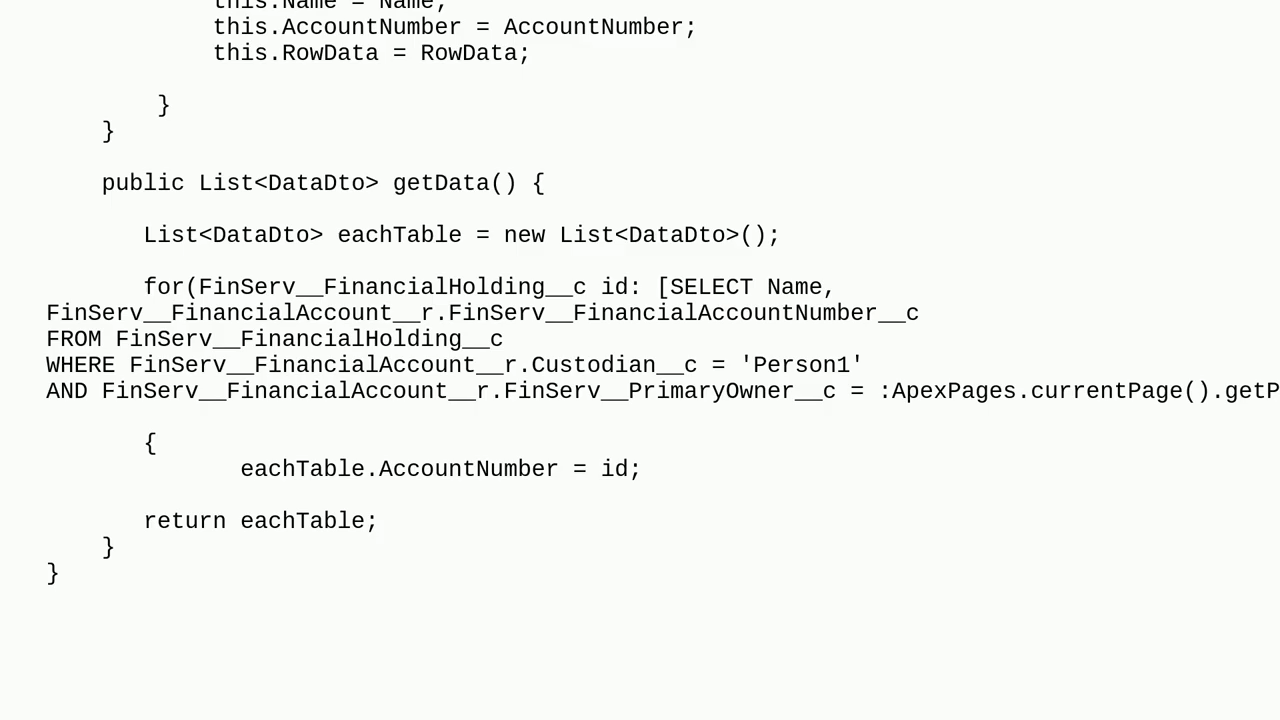 this.Name = Name;
this.AccountNumber = AccountNumber;
this.RowData = RowData;
}
}
public List<DataDto> getData() {
List<DataDto> eachTable = new List<DataDto>();
for(FinServ__FinancialHolding__c id: [SELECT Name,
FinServ__FinancialAccount__r.FinServ__FinancialAccountNumber__c
FROM FinServ__FinancialHolding__c
WHERE FinServ__FinancialAccount__r.Custodian__c = 'Person1'
AND FinServ__FinancialAccount__r.FinServ__PrimaryOwner__c = :ApexPages.currentPage().getP
{
eachTable.AccountNumber = id;
return eachTable;
}
}